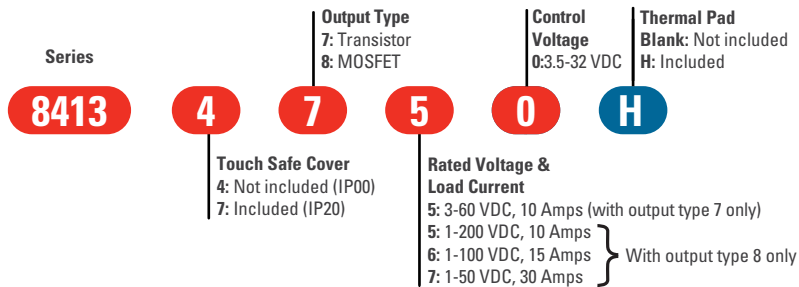 Series
Output Type
7: Transistor
8: MOSFET
Control
Voltage
0:3.5-32 VDC
Thermal Pad
Blank: Not included
H: Included
8413
4
7
5
0
H
Touch Safe Cover
4: Not included (IP00)
7: Included (IP20)
Rated Voltage &
Load Current
5: 3-60 VDC, 10 Amps (with output type 7 only)
5: 1-200 VDC, 10 Amps
6: 1-100 VDC, 15 Amps
7: 1-50 VDC, 30 Amps
With output type 8 only